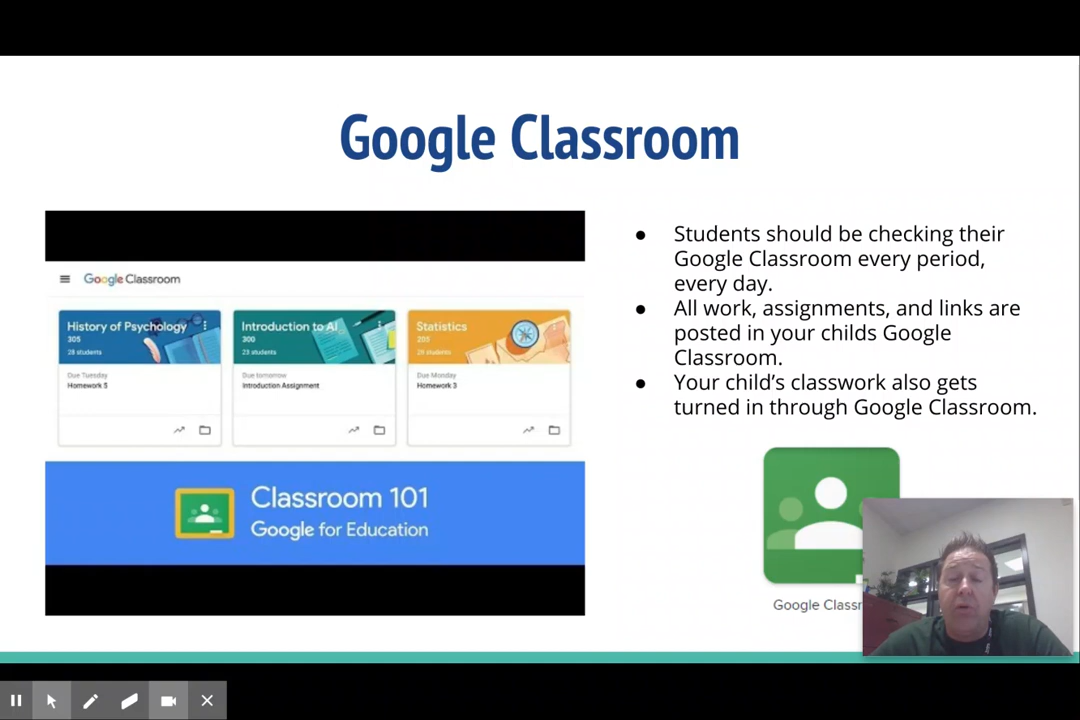 Google Classroom
Google Classroom
History of Psychology
305
28 students
Due Tuesday
Homework 5
Introduction to AI
300
23 students
Due tomorrow
Introduction Assignment
Statistics
28 students
Due Monday
Homework 3
Classroom 101
Google for Education
● Students should be checking their
Google Classroom every period,
every day.
● All work, assignments, and links are
posted in your childs Google
Classroom.
● Your child’s classwork also gets
turned in through Google Classroom.
Google Classr